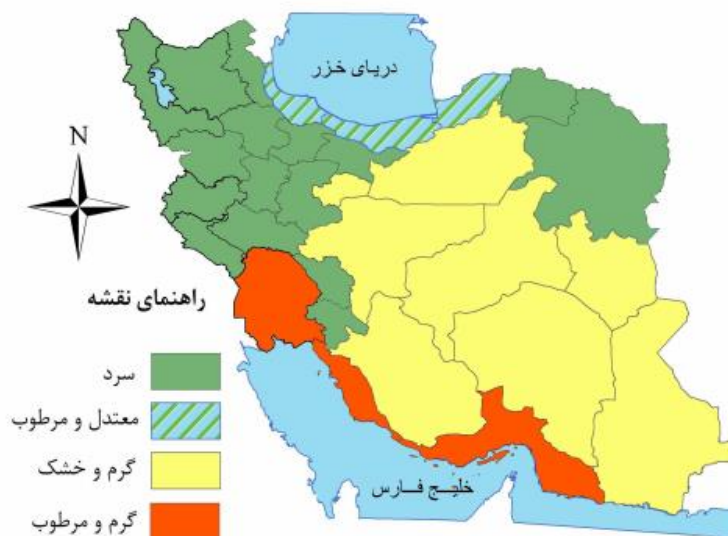 دریای خزر
N
راهنمای نقشه
سرد
معتدل و مرطوب
گرم و خشک
گرم و مرطوب
خلیج فارس